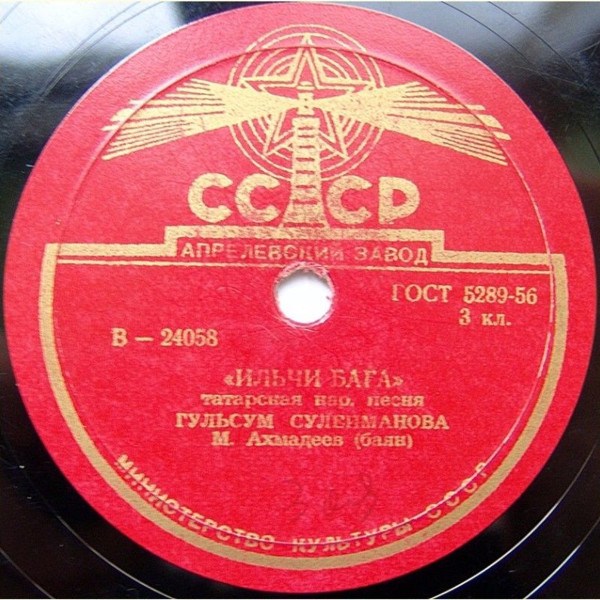 СССР
АПРЕЛЕВСКИЙ ЗАВОД
ГОСТ 5289-56
3 кл.
В — 24058
«ИЛЬЧИ БАГА»
татарская нар. песня
ГУЛЬСУМ СУЛЕЙМАНОВА
М. Ахмадеев (баян)
МИНИСТЕРСТВО КУЛЬТУРЫ СССР